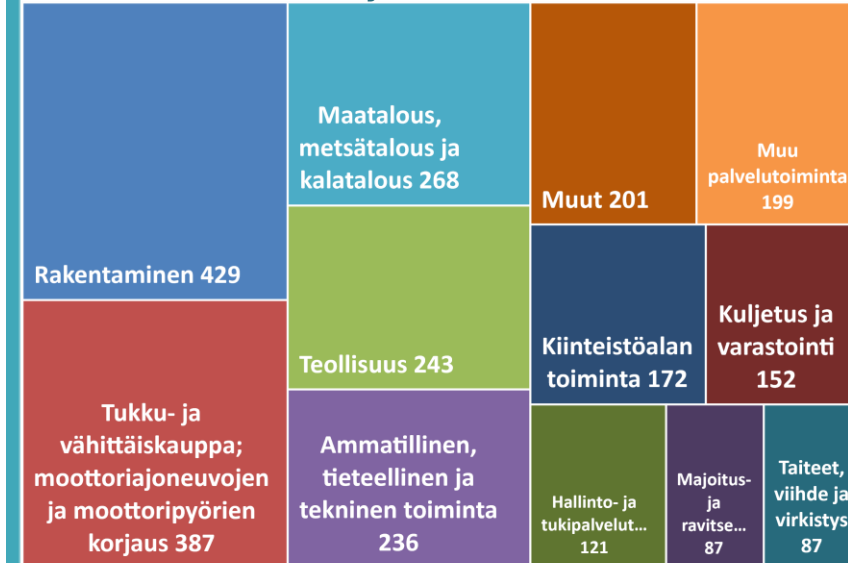 Rakentaminen 429
Tukku- ja
vähittäiskauppa;
moottoriajoneuvojen
ja moottoripyörien
korjaus 387
Maatalous,
metsätalous ja
kalatalous 268
Teollisuus 243
Ammatillinen,
tieteellinen ja
tekninen toiminta
236
Muut 201
Muu
palvelutoiminta
199
Kiinteistöalan
toiminta 172
Kuljetus ja
varastointi
152
Hallinto- ja
tukipalvelut...
121
Majoitus-
ja
ravitse...
87
Taiteet,
viihde ja
virkistys
87